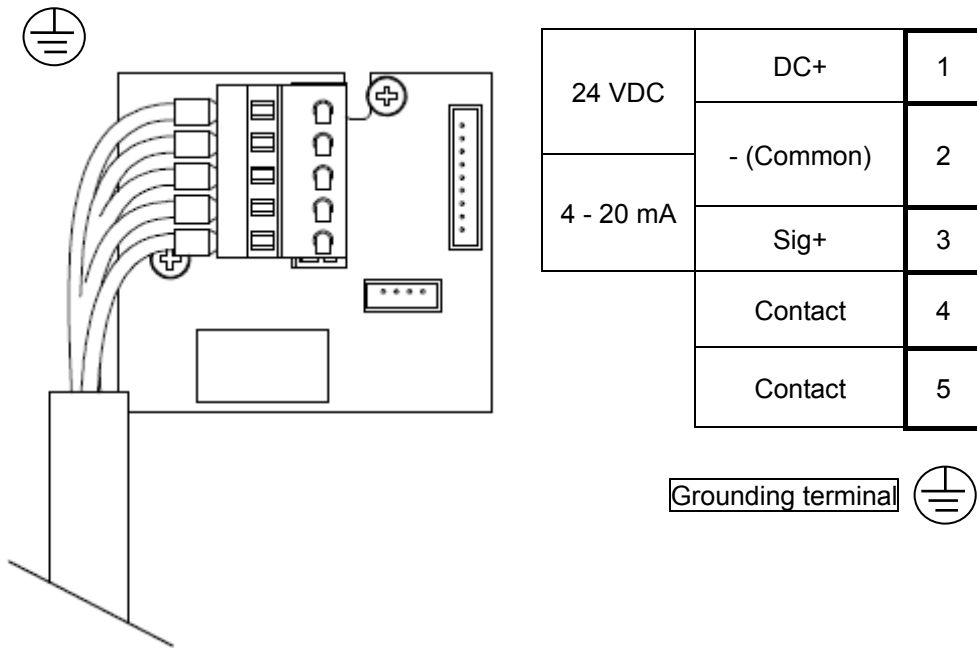 24 VDC
DC+
1
- (Common)
2
4 - 20 mA
Sig+
3
Contact
4
Contact
5
Grounding terminal